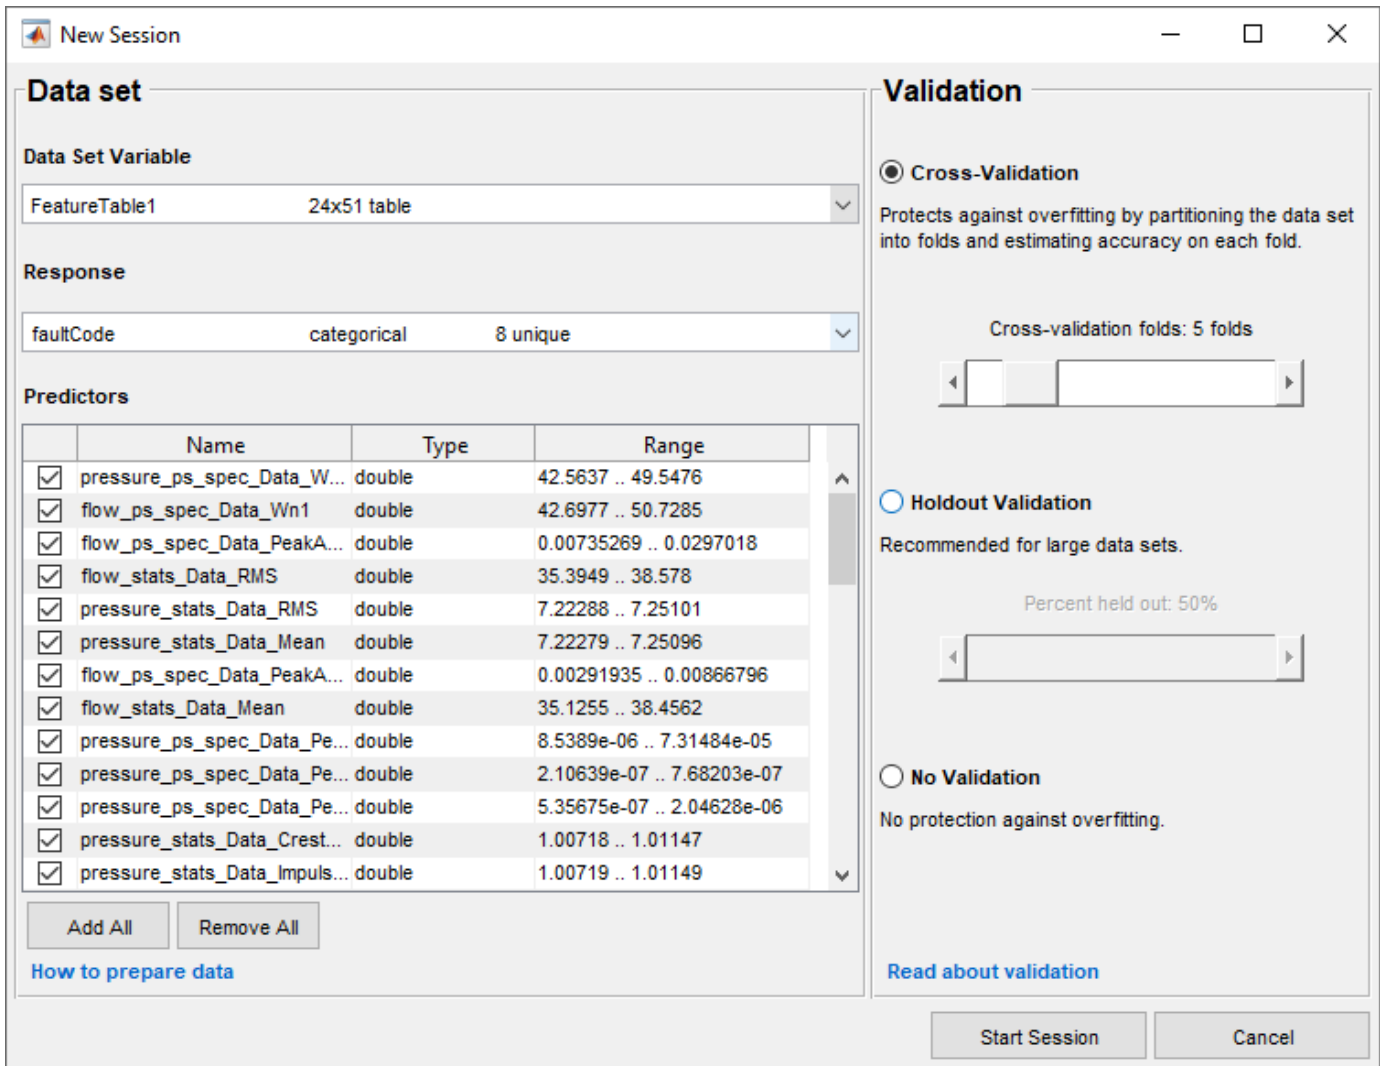 New Session
Data set
Data Set Variable
FeatureTable1 24x51 table
Response
faultCode categorical 8 unique
Predictors
Name Type Range
pressure_ps_spec_Data_W... double 42.5637 .. 49.5476
flow_ps_spec_Data_Wn1 double 42.6977 .. 50.7285
flow_ps_spec_Data_PeakA... double 0.00735269 .. 0.0297018
flow_stats_Data_RMS double 35.3949 .. 38.578
pressure_stats_Data_RMS double 7.22288 .. 7.25101
pressure_stats_Data_Mean double 7.22279 .. 7.25096
flow_ps_spec_Data_PeakA... double 0.00291935 .. 0.00866796
flow_stats_Data_Mean double 35.1255 .. 38.4562
pressure_ps_spec_Data_Pe... double 8.5389e-06 .. 7.31484e-05
pressure_ps_spec_Data_Pe... double 2.10639e-07 .. 7.68203e-07
pressure_ps_spec_Data_Pe... double 5.35675e-07 .. 2.04628e-06
pressure_stats_Data_Crest... double 1.00718 .. 1.01147
pressure_stats_Data_Impuls... double 1.00719 .. 1.01149
Add All Remove All
How to prepare data
Validation
Cross-Validation
Protects against overfitting by partitioning the data set
into folds and estimating accuracy on each fold.
Cross-validation folds: 5 folds
Holdout Validation
Recommended for large data sets.
Percent held out: 50%
No Validation
No protection against overfitting.
Read about validation
Start Session Cancel